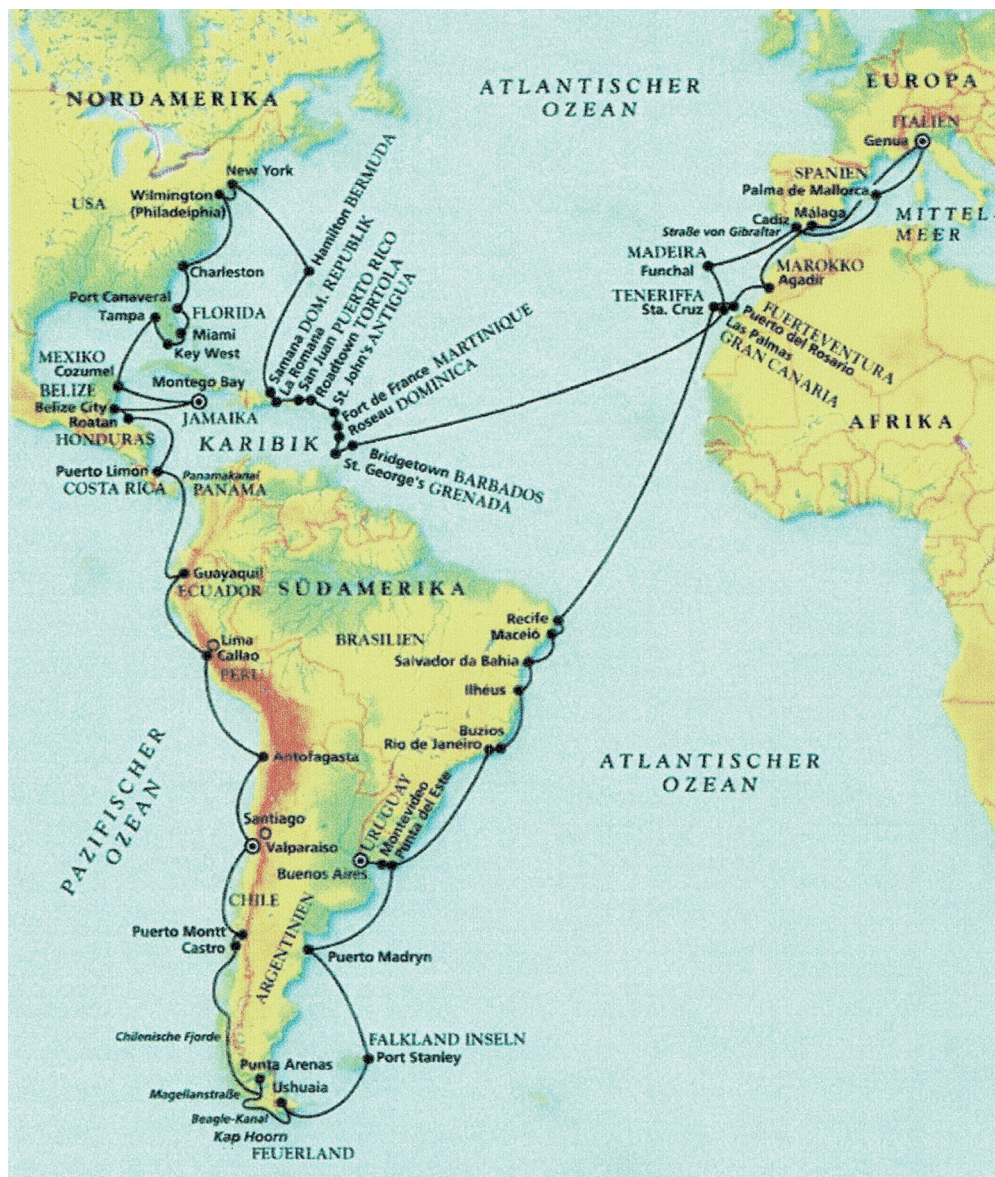 ATLANTISCHER
OZEAN
EUROPA
NORDAMERIKA
ITALIEN
Genua
New York
Wilmington
(Philadelphia)
USA
Hamilton BERMUDA
SPANIEN
Palma de Mallorca
Cadiz
Málaga
Straße von Gibraltar
MITTEL-
MEER
MADEIRA
Funchal
MAROKKO
Agadir
Charleston
Port Canaveral
FLORIDA
Tampa
Miami
Key West
TENERIFFA
Sta. Cruz
FUERTEVENTURA
Puerto del Rosario
Las Palmas
GRAN CANARIA
Samana DOM. REPUBLIK
La Romana
San Juan PUERTO RICO
Roadtown TORTOLA
St. John's ANTIGUA
Fort de France MARTINIQUE
Roseau DOMINICA
MEXIKO
Cozumel
BELIZE
Belize City
Montego Bay
JAMAIKA
Roatan
HONDURAS
KARIBIK
AFRIKA
Bridgetown BARBADOS
St. George's GRENADA
Puerto Limon
COSTA RICA
Panamakanal
PANAMA
Guayaquil
ECUADOR
SÜDAMERIKA
Recife
Maceió
BRASILIEN
Lima
Callao
PERU
Salvador da Bahia
Ilhéus
Buzios
Rio de Janeiro
Antofagasta
PAZIFISCHER
OZEAN
ATLANTISCHER
OZEAN
URUGUAY
Montevideo
Punta del Este
Santiago
Valparaiso
Buenos Aires
CHILE
ARGENTINIEN
Puerto Montt
Castro
Puerto Madryn
Chilenische Fjorde
FALKLAND INSELN
Port Stanley
Punta Arenas
Ushuaia
Magellanstraße
Beagle-Kanal
Kap Hoorn
FEUERLAND